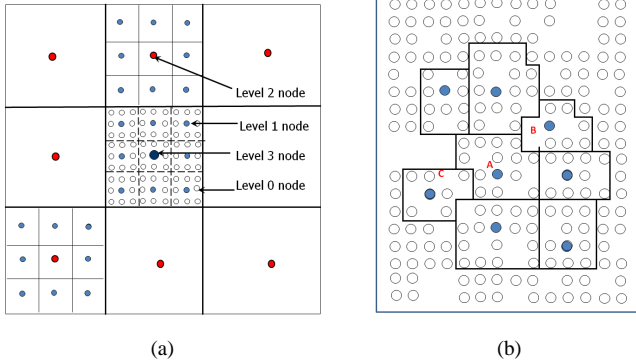 Level 2 node
Level 1 node
Level 3 node
Level 0 node
B
A
C
(a)
(b)